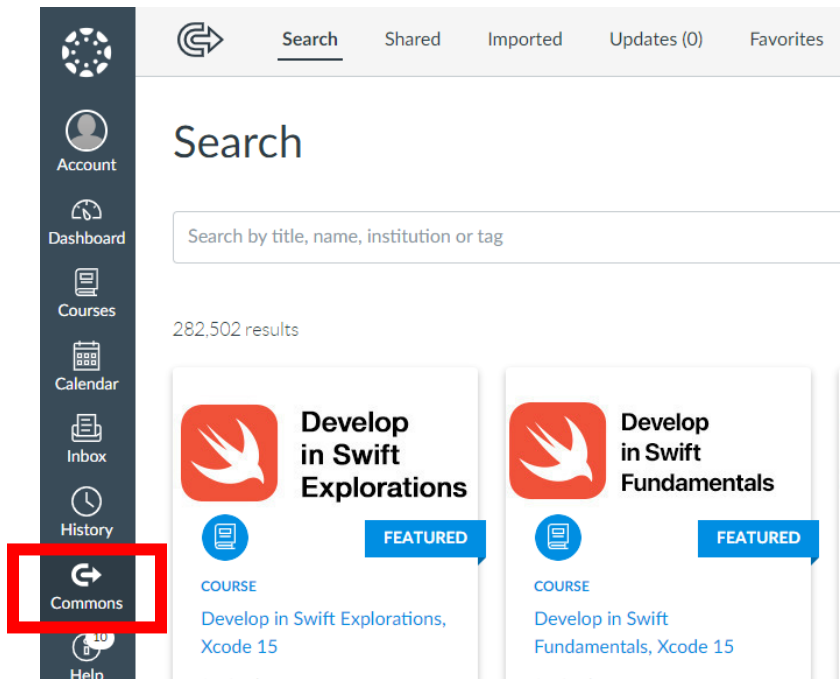 Search Shared Imported Updates (0) Favorites
Account
Dashboard
Courses
Calendar
Inbox
History
Commons
10
Help
Search
Search by title, name, institution or tag
282,502 results
Develop
in Swift
Explorations
FEATURED
COURSE
Develop in Swift Explorations,
Xcode 15
Develop
in Swift
Fundamentals
FEATURED
COURSE
Develop in Swift
Fundamentals, Xcode 15